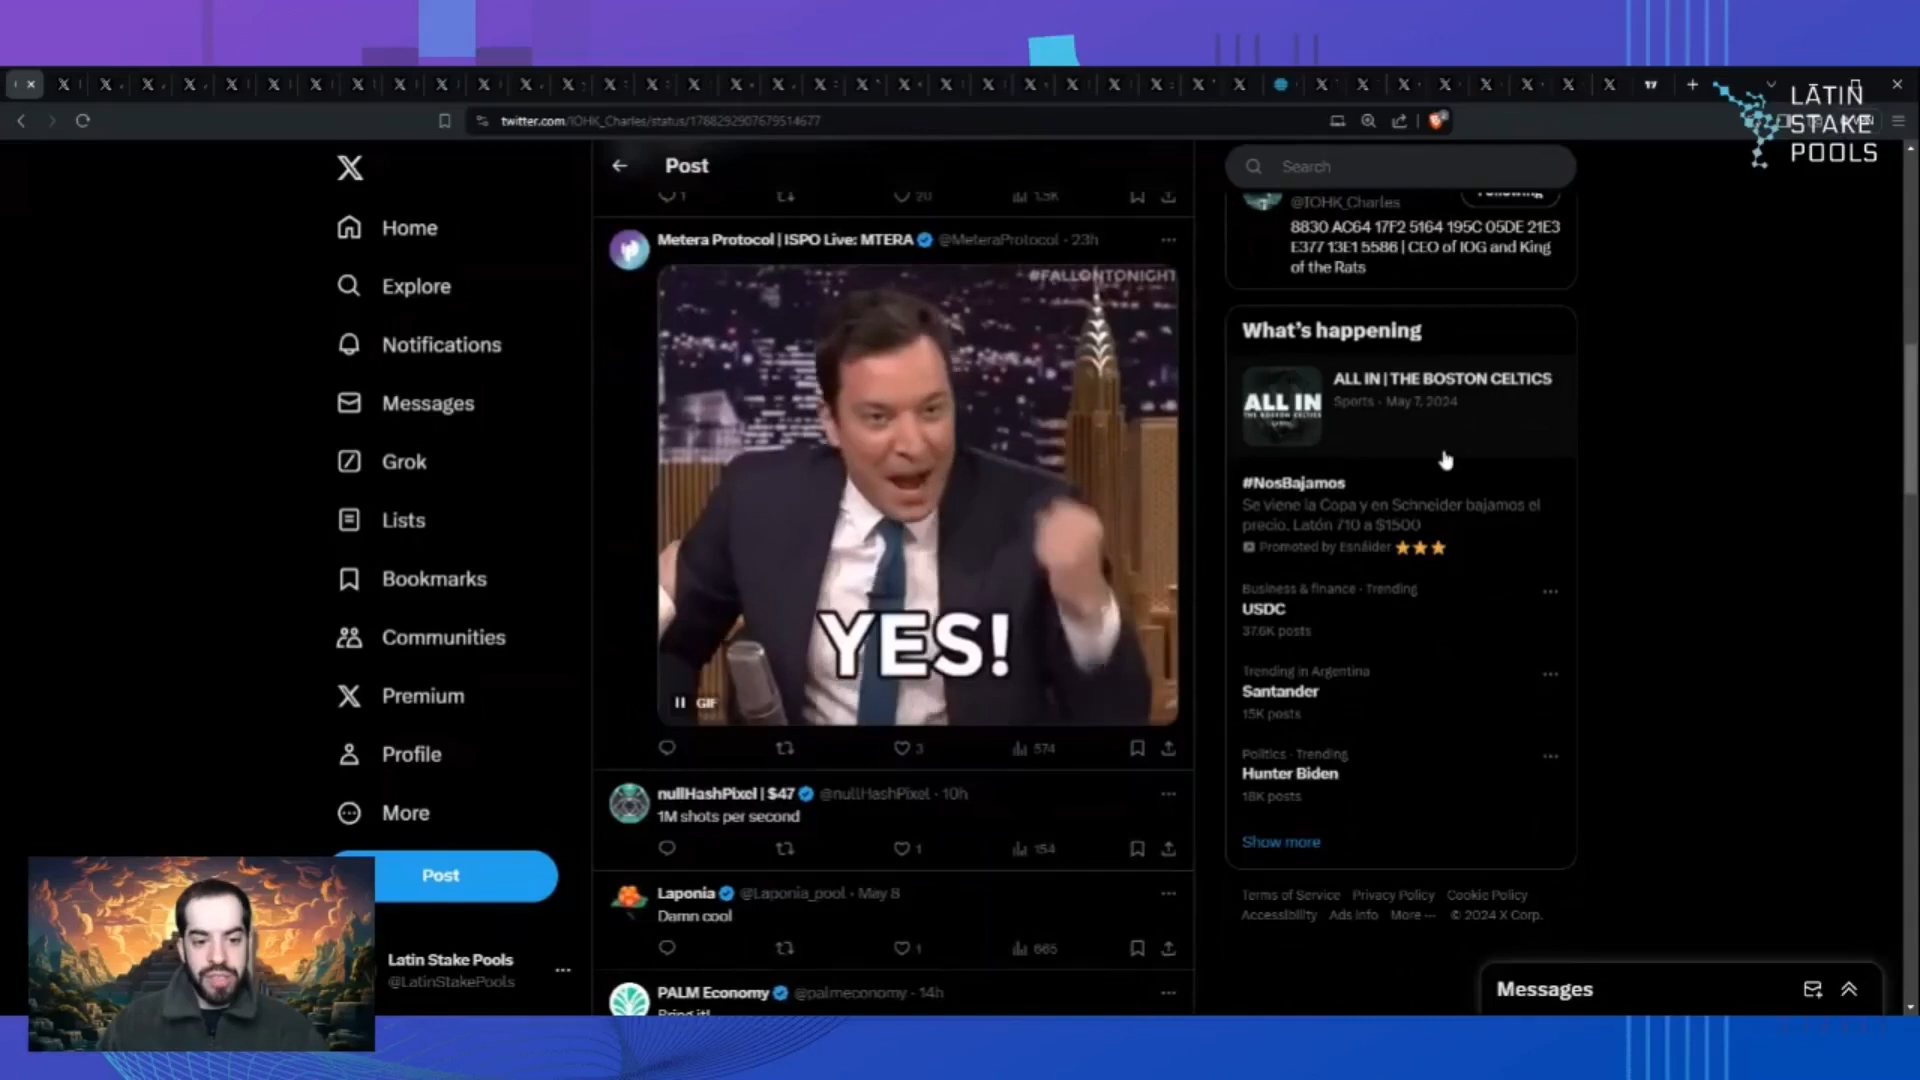 LATIN
STAKE
POOLS
twitter.com/IOHK_Charles/status/1788292907679514677
Home
Explore
Notifications
Messages
Grok
Lists
Bookmarks
Communities
Premium
Profile
More
Post
Latin Stake Pools
@LatinStakePools
Post
1 20 1.5K
Metera Protocol | ISPO Live: MTERA @MeteraProtocol · 23h
#FALLONTONIGHT
YES!
GIF
3 574
nullHashPixel | $47 @nullHashPixel · 10h
1M shots per second
1 154
Laponia @Laponia_pool · May 8
Damn cool
1 665
PALM Economy @palmeconomy · 14h
Bring it!
Search
Following
@IOHK_Charles
8830 AC64 17F2 5164 195C 05DE 21E3
E377 13E1 5586 | CEO of IOG and King
of the Rats
What's happening
ALL IN
ALL IN | THE BOSTON CELTICS
Sports · May 7, 2024
#NosBajamos
Se viene la Copa y en Schneider bajamos el
precio. Latón 710 a $1500
Promoted by Esnáider
Business & finance · Trending
USDC
37.6K posts
Trending in Argentina
Santander
15K posts
Politics · Trending
Hunter Biden
18K posts
Show more
Terms of Service Privacy Policy Cookie Policy
Accessibility Ads info More ··· © 2024 X Corp.
Messages